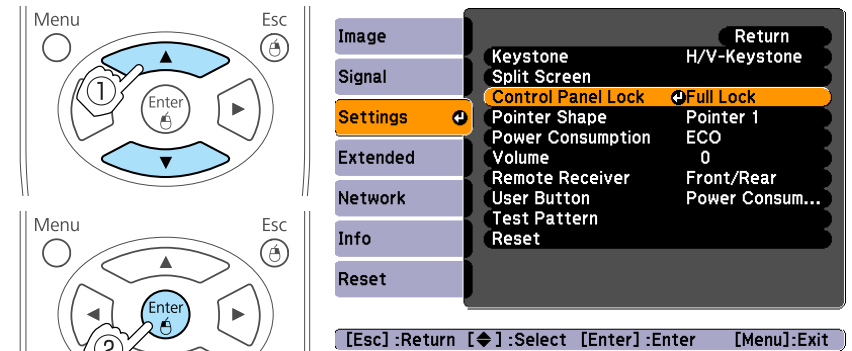 Menu
Esc
Enter
1
Menu
Esc
Enter
2
Image
Signal
Settings
Extended
Network
Info
Reset
Return
Keystone H/V-Keystone
Split Screen
Control Panel Lock Full Lock
Pointer Shape Pointer 1
Power Consumption ECO
Volume 0
Remote Receiver Front/Rear
User Button Power Consum...
Test Pattern
Reset
[Esc] :Return [◆] :Select [Enter] :Enter [Menu]:Exit